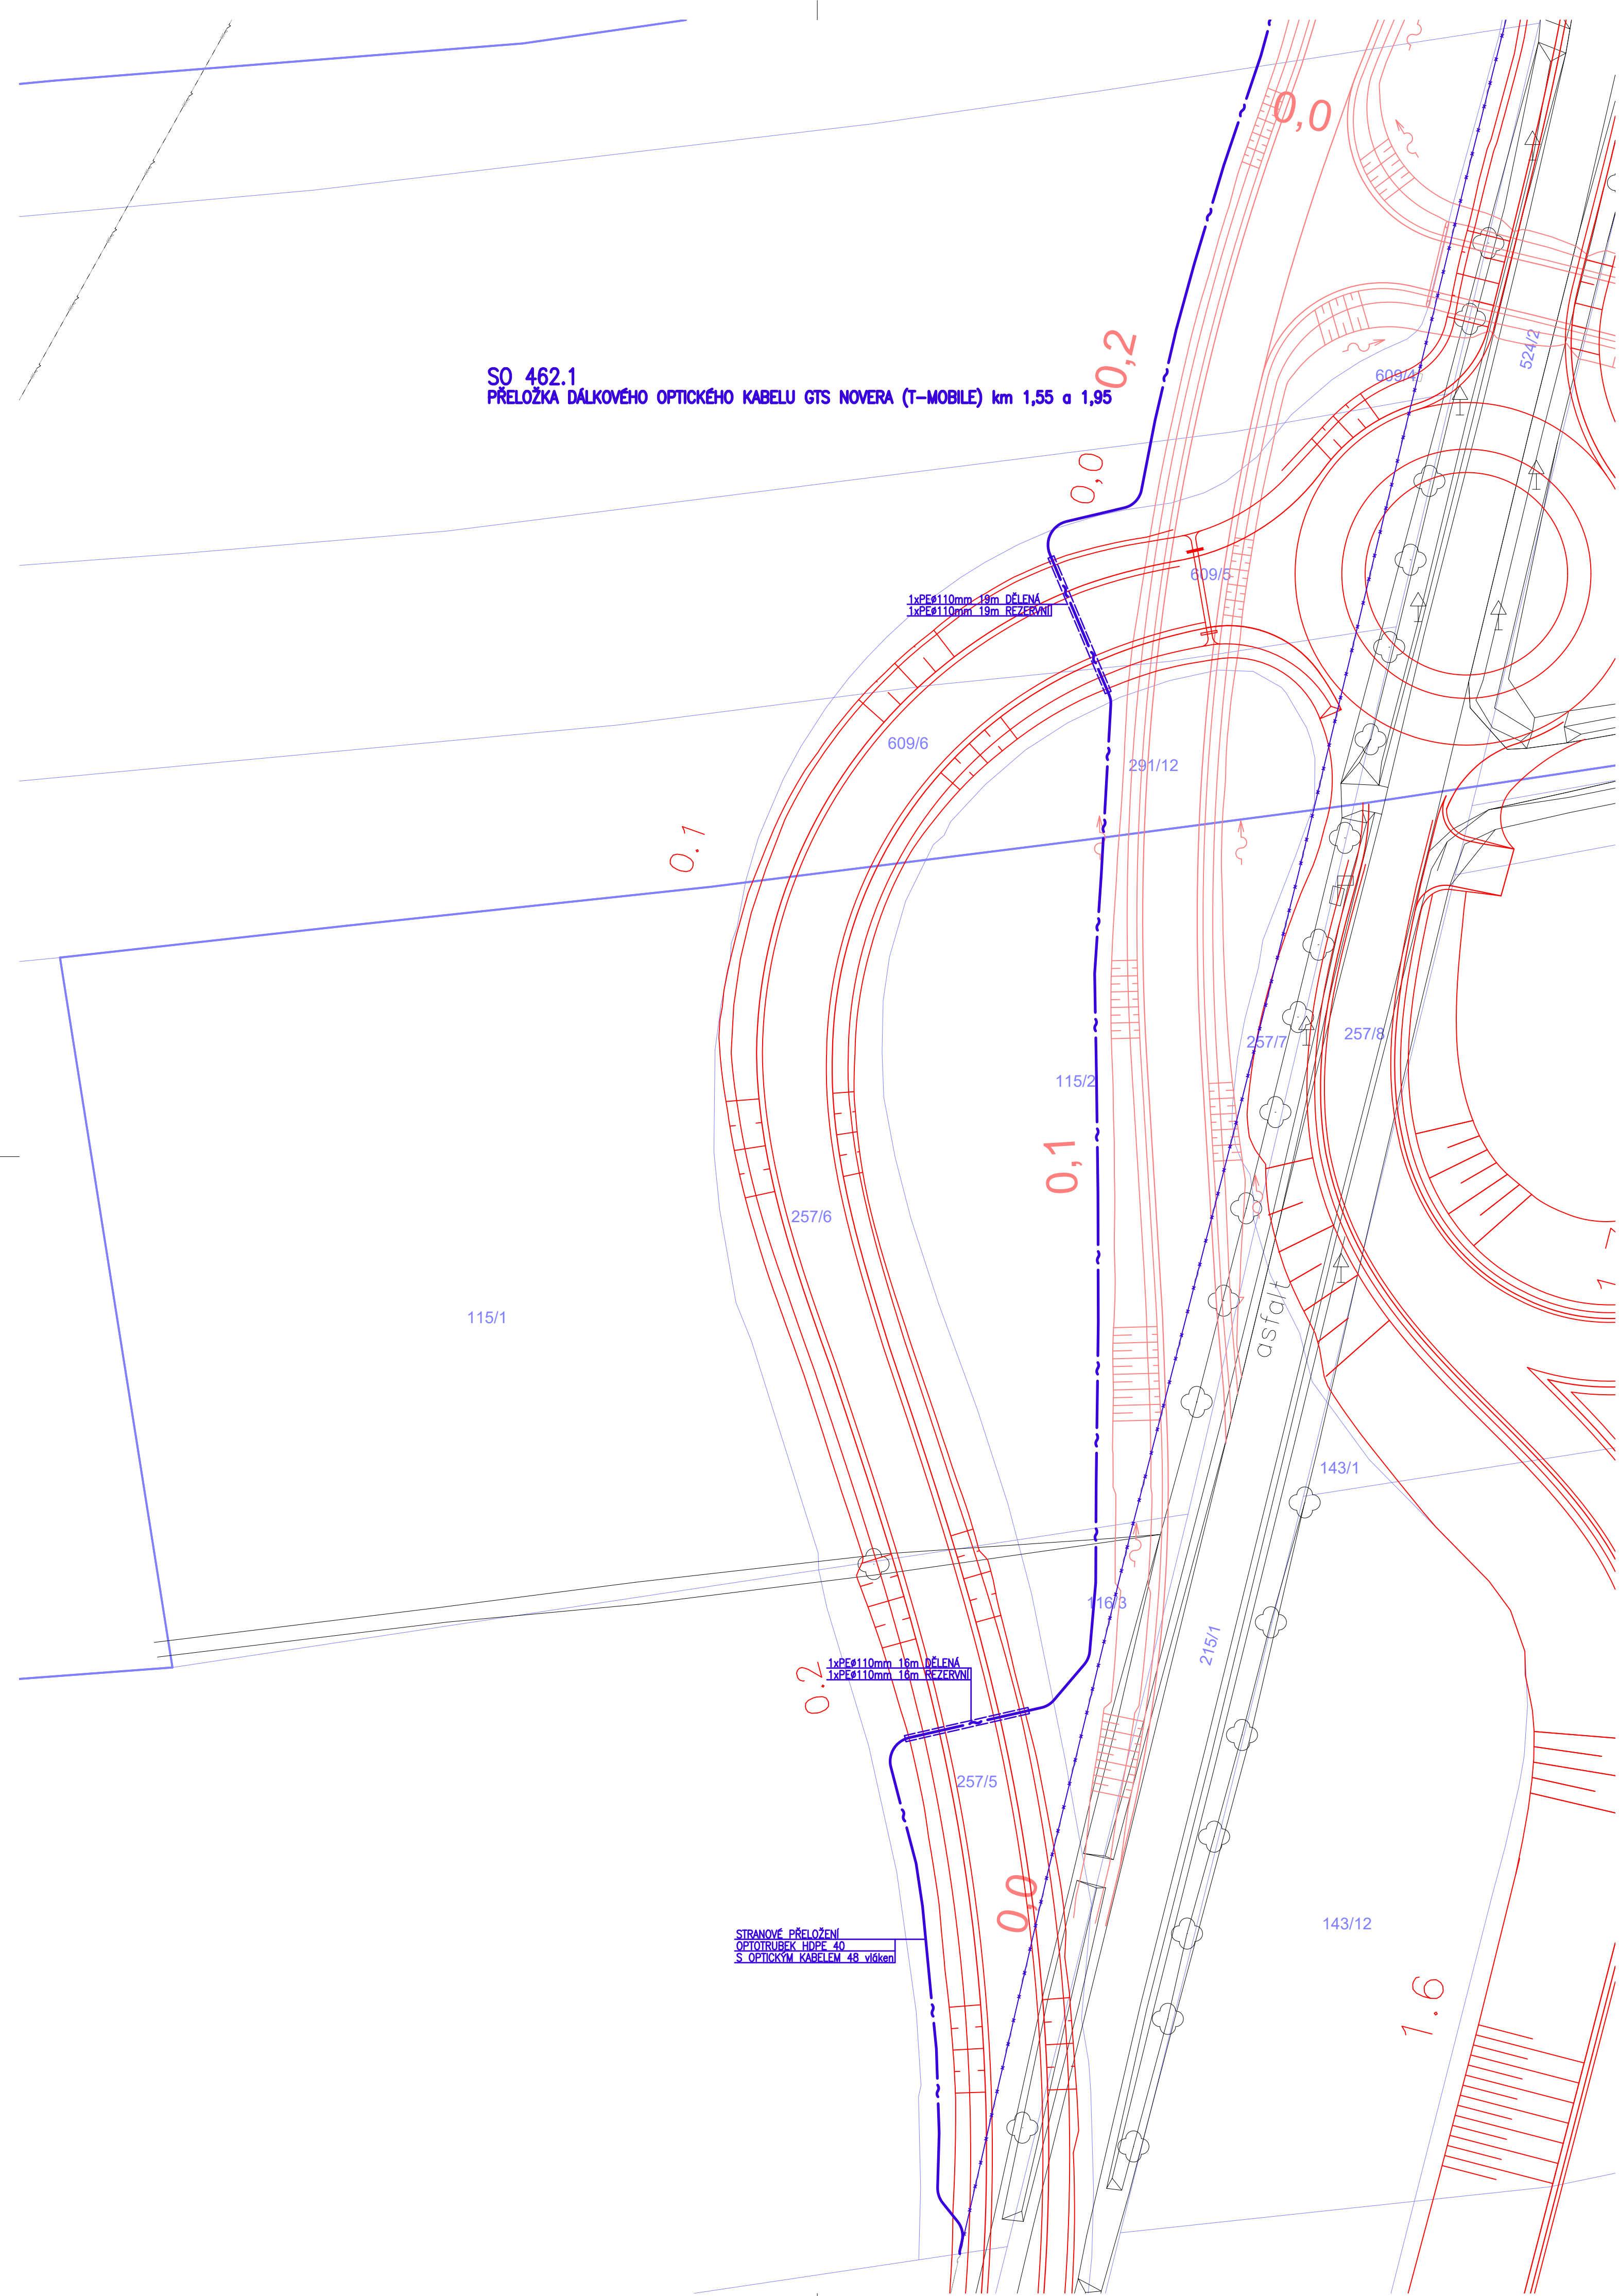 0,0
524/2
0,2
SO 462.1
PŘELOŽKA DÁLKOVÉHO OPTICKÉHO KABELU GTS NOVERA (T-MOBILE) km 1,55 a 1,95
609/4
0,0
609/5
1xPEø110mm 19m DĚLENÁ
1xPEø110mm 19m REZERVNÍ
609/6
291/12
0.1
257/7
257/8
115/2
0,1
257/6
115/1
asfalt
143/1
116/3
215/1
1xPEø110mm 16m DĚLENÁ
1xPEø110mm 16m REZERVNÍ
0.2
257/5
0,0
143/12
STRANOVÉ PŘELOŽENÍ
OPTOTRUBEK HDPE 40
S OPTICKÝM KABELEM 48 vláken
1.6